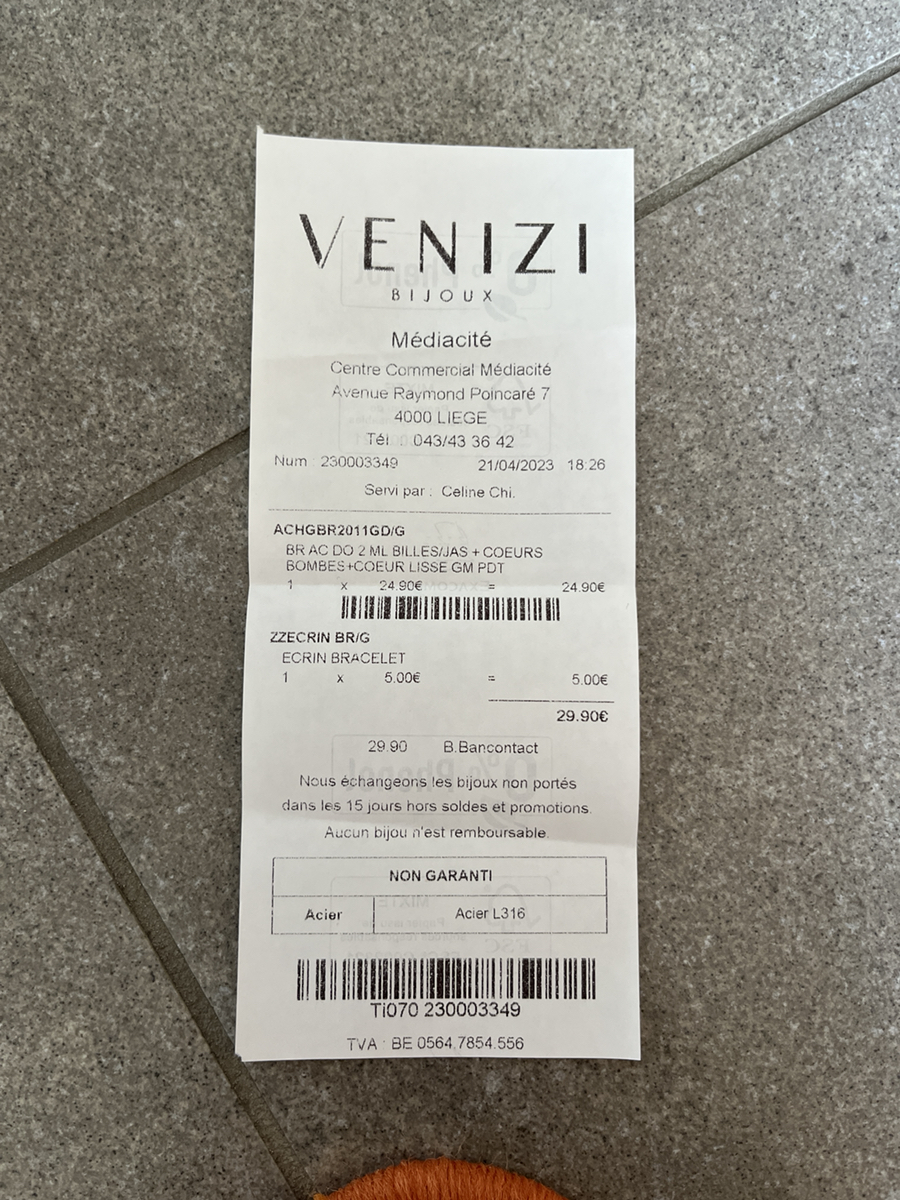 VENIZI
BIJOUX
Médiacité
Centre Commercial Médiacité
Avenue Raymond Poincaré 7
4000 LIEGE
Tél 043/43 36 42
Num 230003349 21/04/2023 18:26
Servi par : Celine Chi.
ACHGBR2011GD/G
BR AC DO 2 ML BILLES/JAS + COEURS
BOMBES+COEUR LISSE GM PDT
1 x 24.90€ = 24.90€
ZZECRIN BR/G
ECRIN BRACELET
1 x 5.00€ = 5.00€
29.90€
29.90 B.Bancontact
Nous échangeons les bijoux non portés
dans les 15 jours hors soldes et promotions.
Aucun bijou n'est remboursable.
NON GARANTI
Acier Acier L316
Ti070 230003349
TVA : BE 0564.7854.556